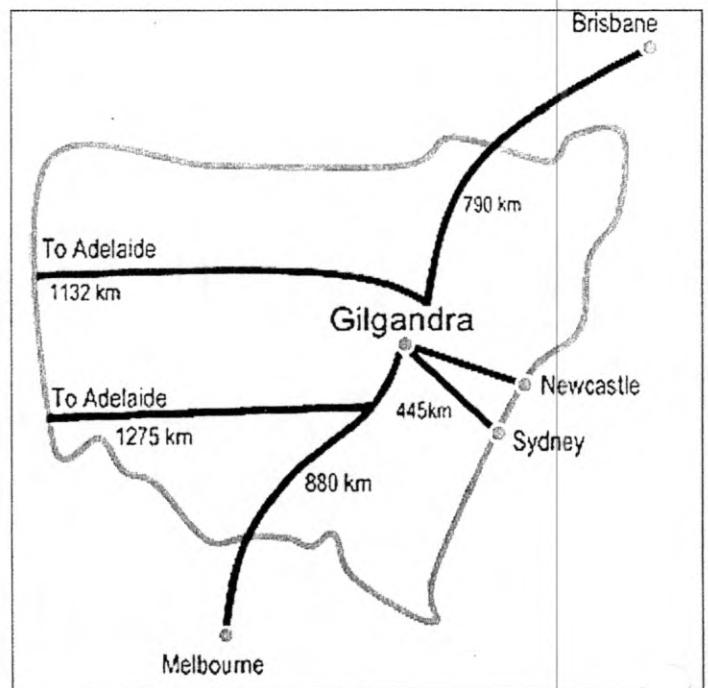 Brisbane
790 km
To Adelaide
1132 km
Gilgandra
To Adelaide
1275 km
445km
Newcastle
Sydney
880 km
Melbourne